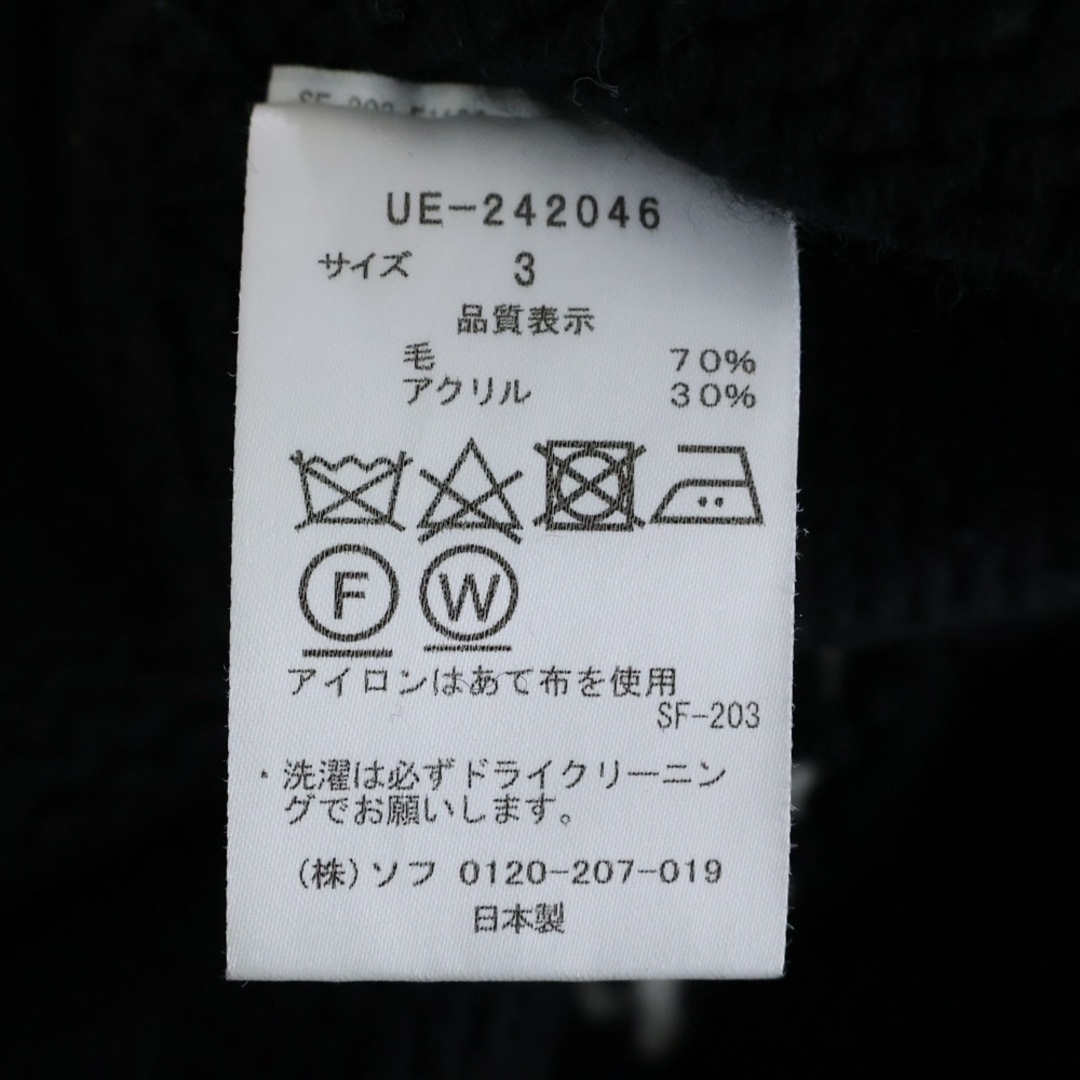 UE-242046
サイズ 3
品質表示
毛 70%
アクリル 30%
F W
アイロンはあて布を使用
SF-203
・洗濯は必ずドライクリーニン
グでお願いします。
(株)ソフ 0120-207-019
日本製